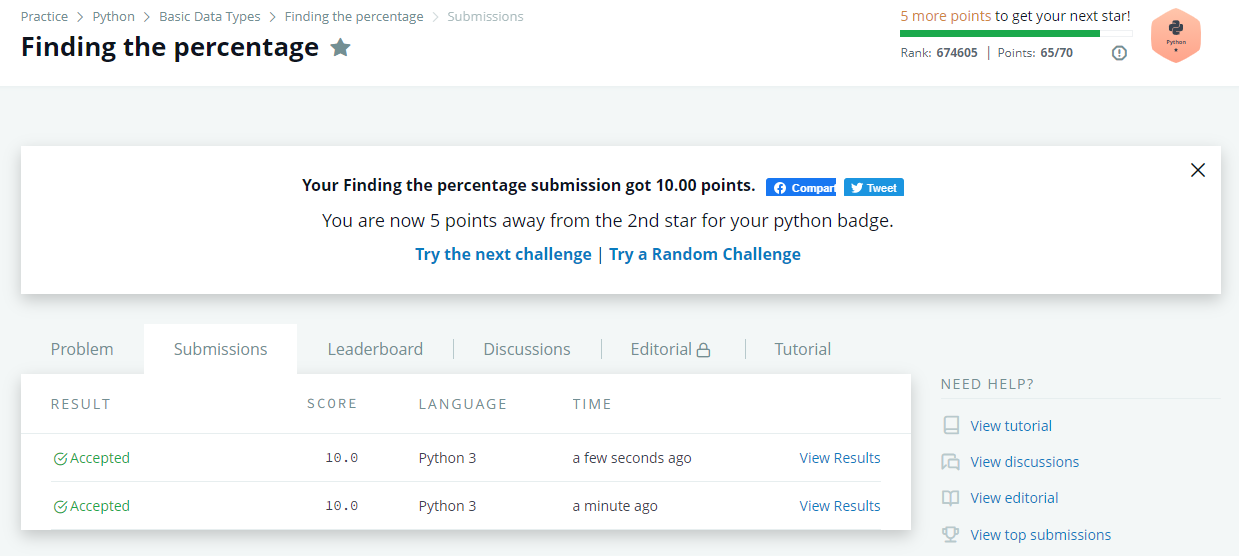 Practice > Python > Basic Data Types > Finding the percentage > Submissions
Finding the percentage
5 more points to get your next star!
Rank: 674605 | Points: 65/70
Python
Your Finding the percentage submission got 10.00 points. Compar Tweet
You are now 5 points away from the 2nd star for your python badge.
Try the next challenge | Try a Random Challenge
Problem Submissions Leaderboard Discussions Editorial Tutorial
RESULT SCORE LANGUAGE TIME
Accepted 10.0 Python 3 a few seconds ago View Results
Accepted 10.0 Python 3 a minute ago View Results
NEED HELP?
View tutorial
View discussions
View editorial
View top submissions